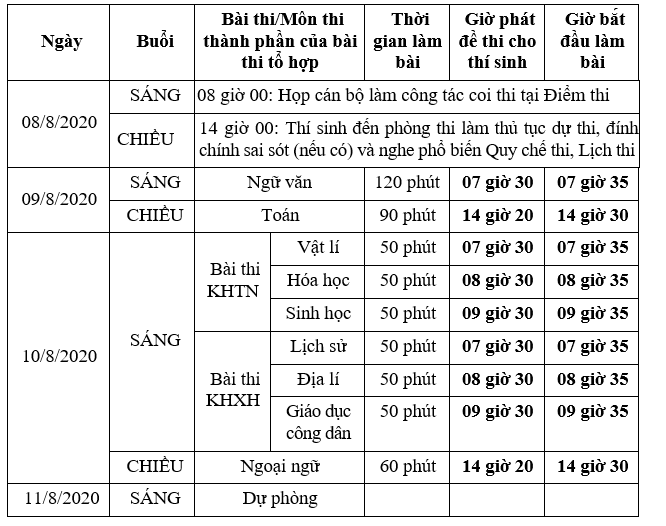 Ngày | Buổi | Bài thi/Môn thi thành phần của bài thi tổ hợp | Thời gian làm bài | Giờ phát đề thi cho thí sinh | Giờ bắt đầu làm bài
08/8/2020 | SÁNG | 08 giờ 00: Họp cán bộ làm công tác coi thi tại Điểm thi
CHIỀU | 14 giờ 00: Thí sinh đến phòng thi làm thủ tục dự thi, đính
chính sai sót (nếu có) và nghe phổ biến Quy chế thi, Lịch thi
09/8/2020 | SÁNG | Ngữ văn | 120 phút | 07 giờ 30 | 07 giờ 35
CHIỀU | Toán | 90 phút | 14 giờ 20 | 14 giờ 30
10/8/2020 | SÁNG | Bài thi KHTN | Vật lí | 50 phút | 07 giờ 30 | 07 giờ 35
Hóa học | 50 phút | 08 giờ 30 | 08 giờ 35
Sinh học | 50 phút | 09 giờ 30 | 09 giờ 35
Bài thi KHXH | Lịch sử | 50 phút | 07 giờ 30 | 07 giờ 35
Địa lí | 50 phút | 08 giờ 30 | 08 giờ 35
Giáo dục công dân | 50 phút | 09 giờ 30 | 09 giờ 35
CHIỀU | Ngoại ngữ | 60 phút | 14 giờ 20 | 14 giờ 30
11/8/2020 | SÁNG | Dự phòng